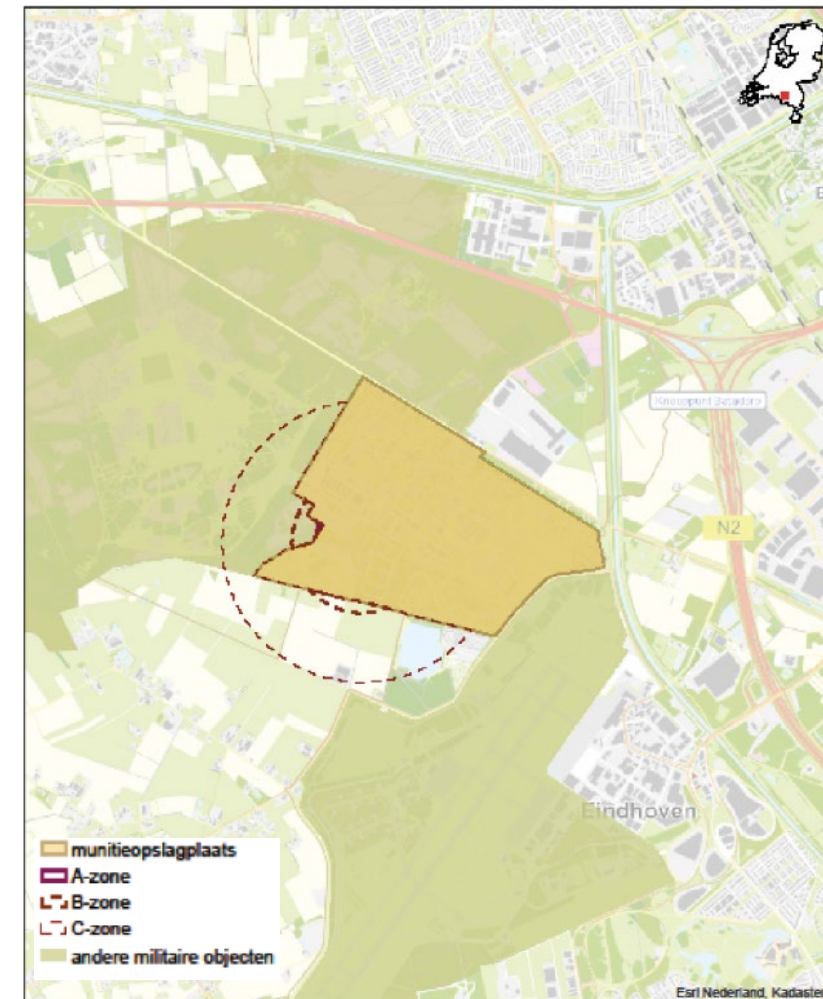 Knooppunt Batadorp
N2
Eindhoven
munitieopslagplaats
A-zone
B-zone
C-zone
andere militaire objecten
Esri Nederland, Kadaster